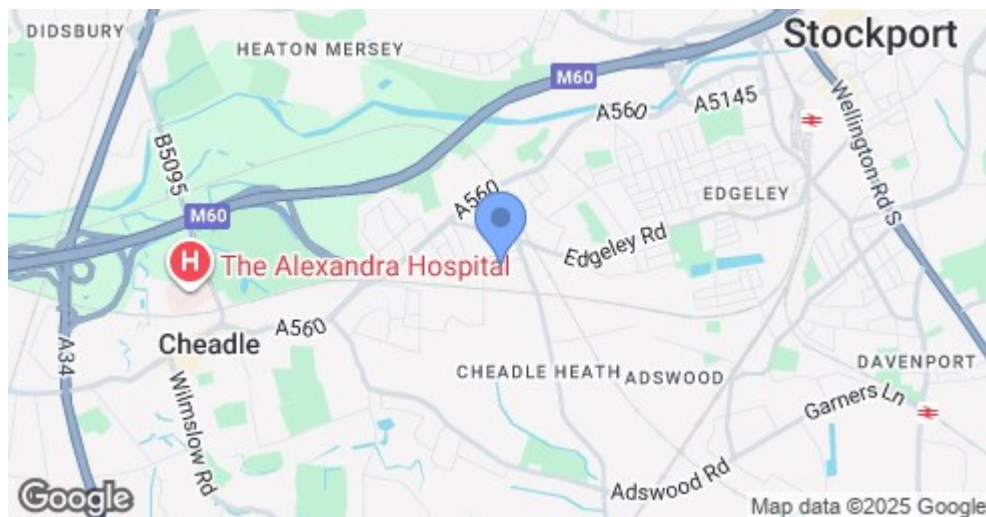 DIDSBURY
HEATON MERSEY
Stockport
M60
A560
A5145
Wellington Rd S
B5095
A560
EDGELEY
M60
Edgeley Rd
H
The Alexandra Hospital
A560
Cheadle
A34
CHEADLE HEATH
ADSWOOD
DAVENPORT
Wilmslow Rd
Garners Ln
Adswood Rd
Google
Map data ©2025 Google